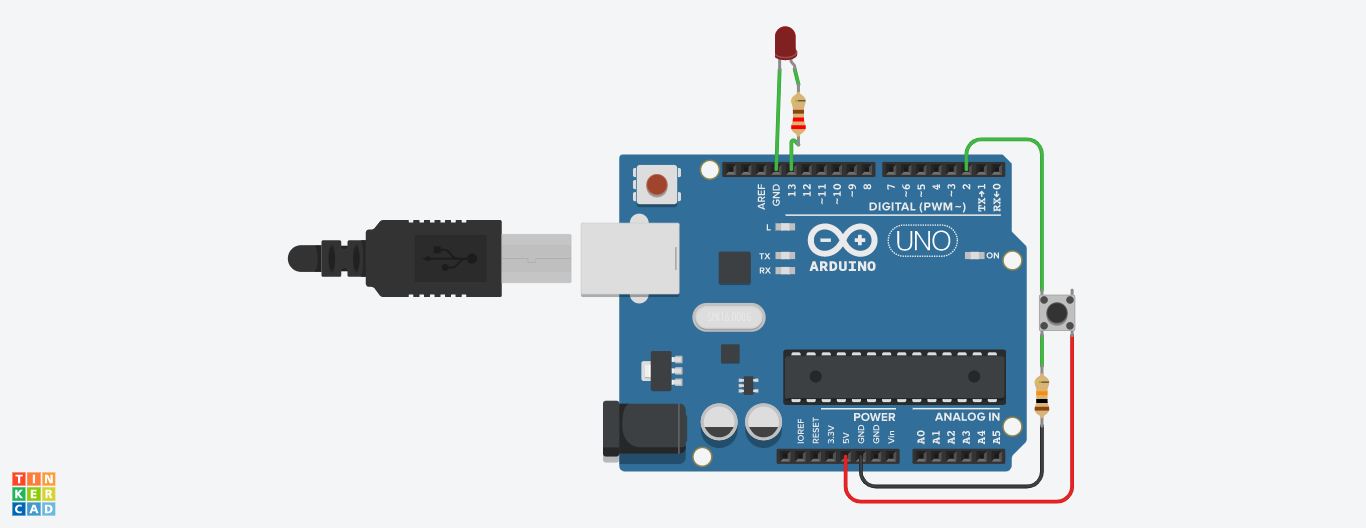 AREF
GND
13
12
~11
~10
~9
8
7
~6
~5
4
~3
2
TX→1
RX←0
DIGITAL (PWM~)
L
TX
RX
ARDUINO
UNO
ON
POWER
ANALOG IN
IOREF
RESET
3.3V
5V
GND
GND
Vin
A0
A1
A2
A3
A4
A5
TIN
KER
CAD